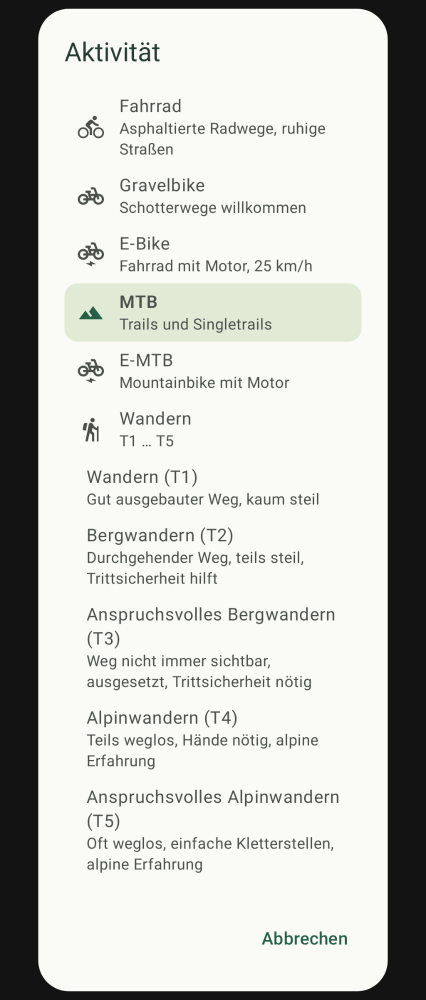 Aktivität
Fahrrad
Asphaltierte Radwege, ruhige
Straßen
Gravelbike
Schotterwege willkommen
E-Bike
Fahrrad mit Motor, 25 km/h
MTB
Trails und Singletrails
E-MTB
Mountainbike mit Motor
Wandern
T1 … T5
Wandern (T1)
Gut ausgebauter Weg, kaum steil
Bergwandern (T2)
Durchgehender Weg, teils steil,
Trittsicherheit hilft
Anspruchsvolles Bergwandern
(T3)
Weg nicht immer sichtbar,
ausgesetzt, Trittsicherheit nötig
Alpinwandern (T4)
Teils weglos, Hände nötig, alpine
Erfahrung
Anspruchsvolles Alpinwandern
(T5)
Oft weglos, einfache Kletterstellen,
alpine Erfahrung
Abbrechen